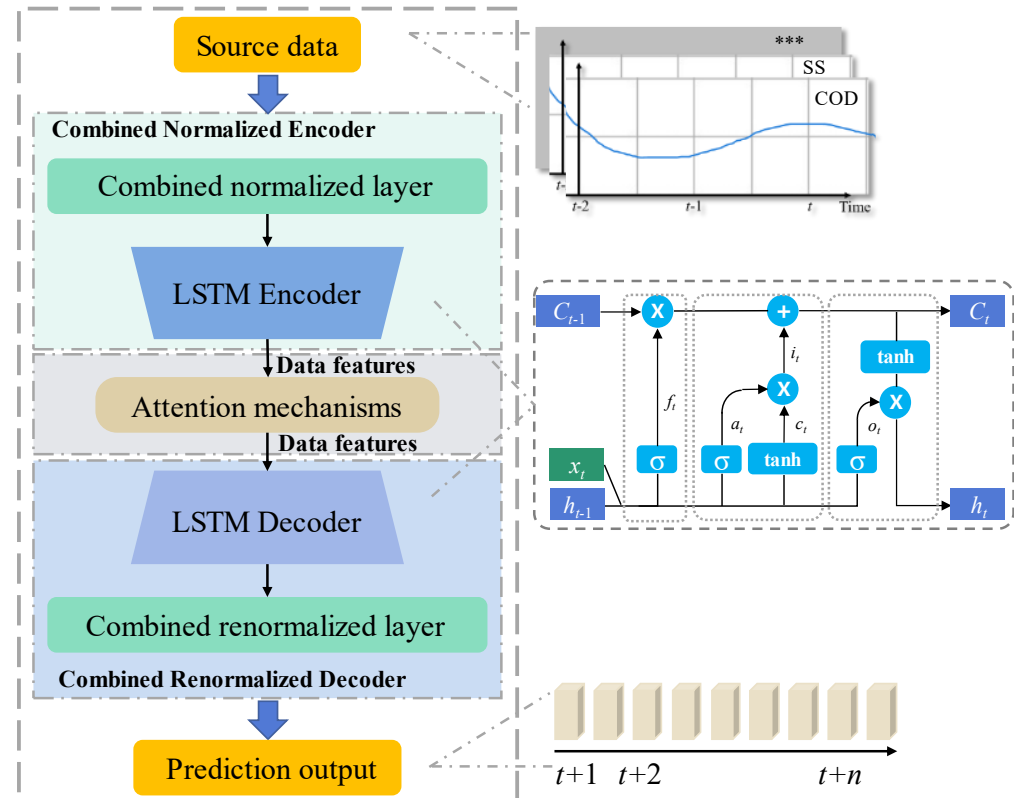 Source data
Combined Normalized Encoder
Combined normalized layer
LSTM Encoder
Data features
Attention mechanisms
Data features
LSTM Decoder
Combined renormalized layer
Combined Renormalized Decoder
Prediction output
***
SS
COD
t-
t-2 t-1 t Time
C_{t-1} X + C_t
tanh
i_t
X X
f_t a_t c_t o_t
σ σ tanh σ
x_t
h_{t-1} h_t
t+1 t+2 t+n